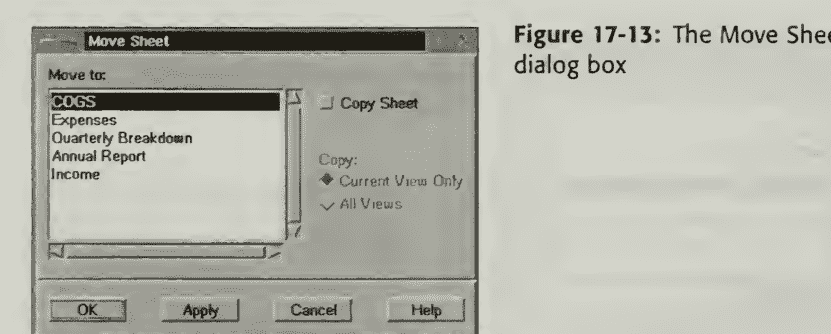 Move Sheet
Move to:
COGS
Expenses
Quarterly Breakdown
Annual Report
Income
Copy Sheet
Copy:
Current View Only
All Views
OK Apply Cancel Help
Figure 17-13: The Move Shee
dialog box